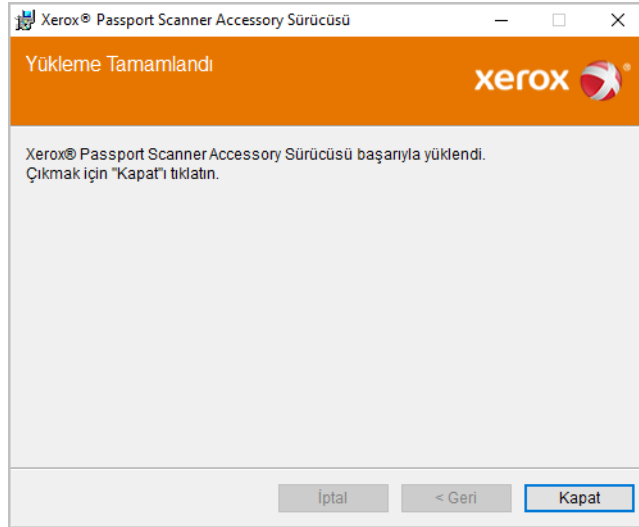 Xerox® Passport Scanner Accessory Sürücüsü
Yükleme Tamamlandı
xerox
Xerox® Passport Scanner Accessory Sürücüsü başarıyla yüklendi.
Çıkmak için "Kapat"ı tıklatın.
İptal
< Geri
Kapat